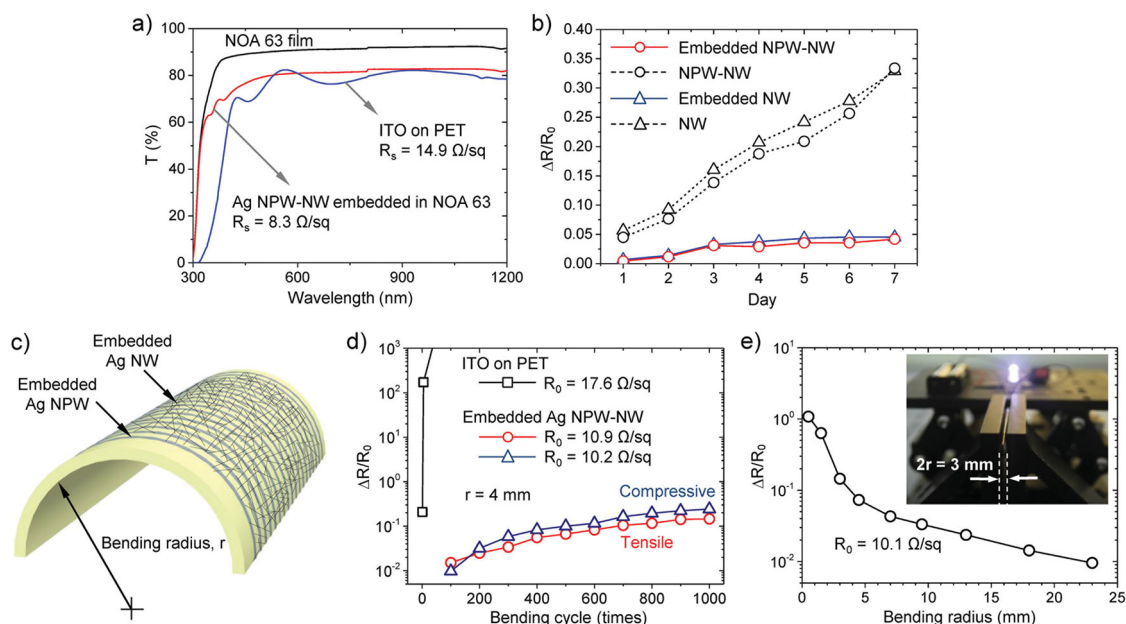 a)
NOA 63 film
ITO on PET
Rs = 14.9 Ω/sq
Ag NPW-NW embedded in NOA 63
Rs = 8.3 Ω/sq
T (%)
100
80
60
40
20
0
300 600 900 1200
Wavelength (nm)
b)
Embedded NPW-NW
NPW-NW
Embedded NW
NW
ΔR/R0
0.40
0.35
0.30
0.25
0.20
0.15
0.10
0.05
0.00
1 2 3 4 5 6 7
Day
c)
Embedded
Ag NW
Embedded
Ag NPW
Bending radius, r
d)
ITO on PET
R0 = 17.6 Ω/sq
Embedded Ag NPW-NW
R0 = 10.9 Ω/sq
R0 = 10.2 Ω/sq
r = 4 mm
Compressive
Tensile
ΔR/R0
10³
10²
10¹
10⁰
10⁻¹
10⁻²
0 200 400 600 800 1000
Bending cycle (times)
e)
2r = 3 mm
R0 = 10.1 Ω/sq
ΔR/R0
10¹
10⁰
10⁻¹
10⁻²
0 5 10 15 20 25
Bending radius (mm)